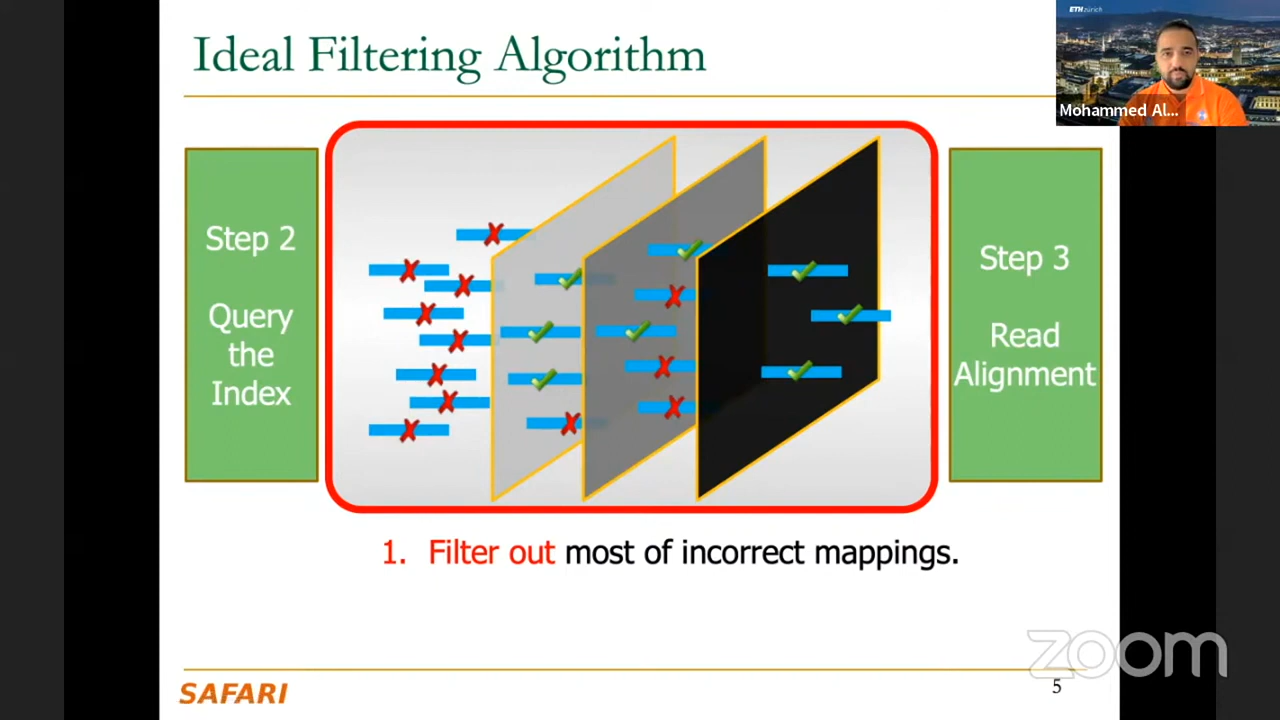 Ideal Filtering Algorithm
ETH zürich
Mohammed Al...
Step 2
Query
the
Index
Step 3
Read
Alignment
1. Filter out most of incorrect mappings.
zoom
SAFARI
5